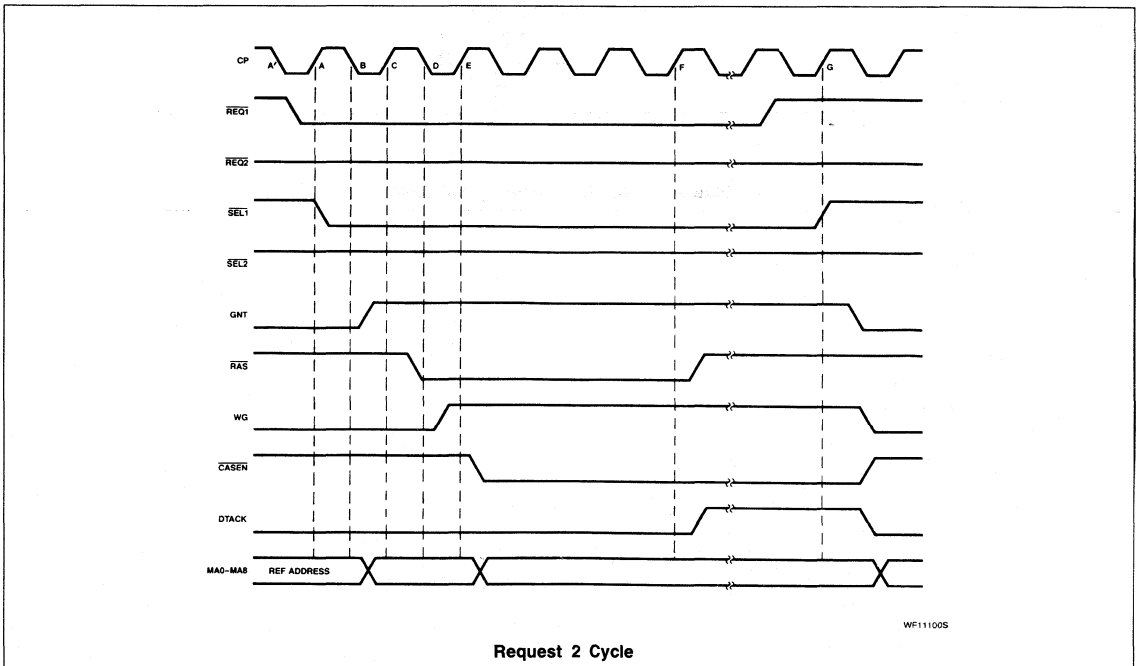 CP A' A B C D E F G
REQ1
REQ2
SEL1
SEL2
GNT
RAS
WG
CASEN
DTACK
MA0-MA8 REF ADDRESS
WF11100S
Request 2 Cycle